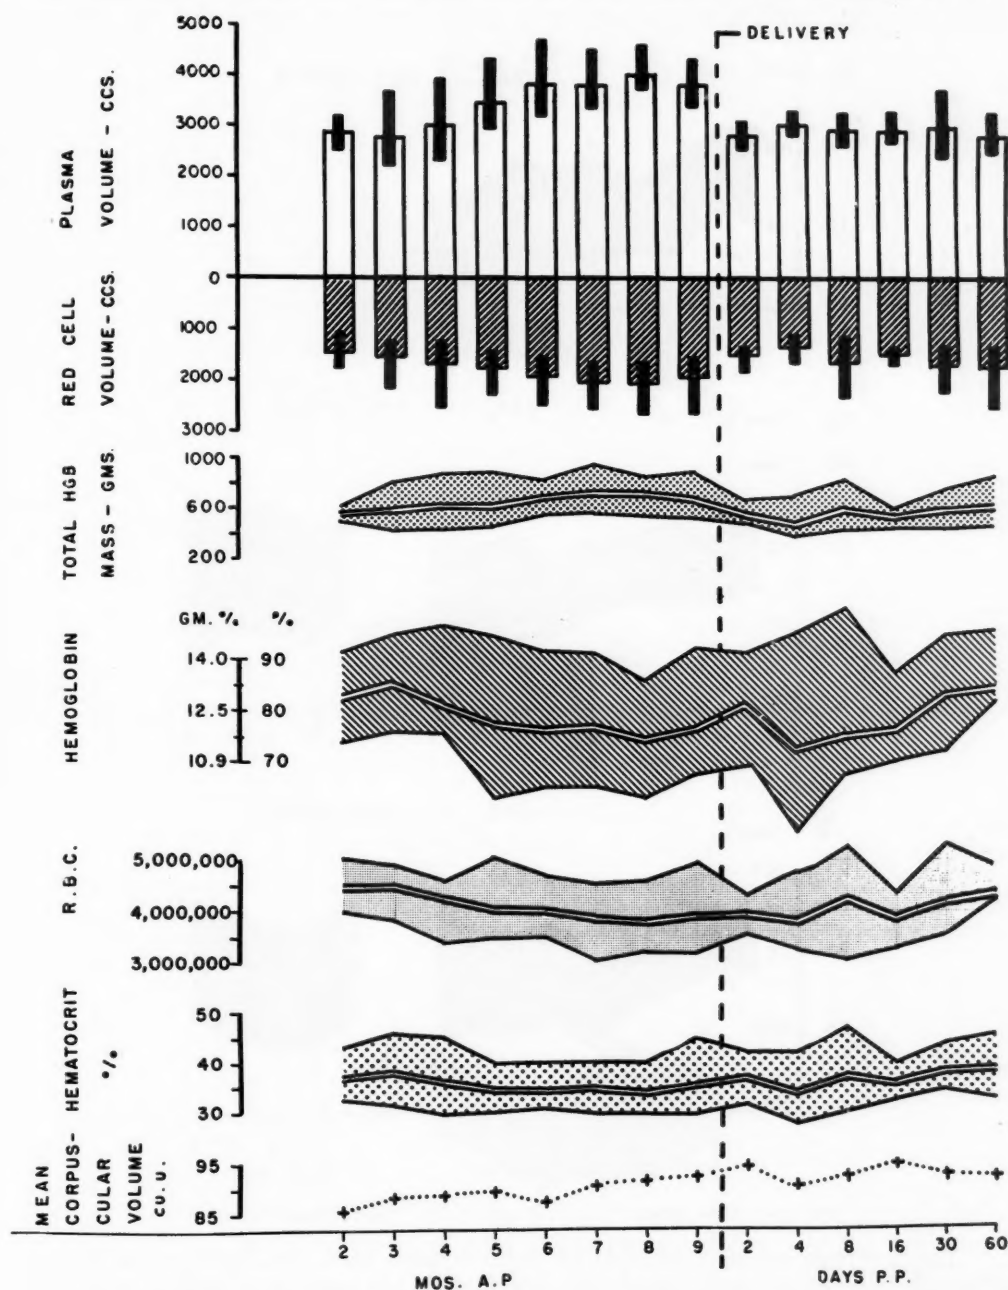 5000
4000
3000
2000
1000
0
1000
2000
3000
PLASMA
VOLUME - CCS.
RED CELL
VOLUME-CCS.
DELIVERY
TOTAL HGB
MASS - GMS.
1000
600
200
HEMOGLOBIN
GM. % %
14.0 90
12.5 80
10.9 70
R.B.C.
5,000,000
4,000,000
3,000,000
HEMATOCRIT
%
50
40
30
MEAN
CORPUS-
CULAR
VOLUME
CU. U.
95
85
2 3 4 5 6 7 8 9 2 4 8 16 30 60
MOS. A.P DAYS P.P.